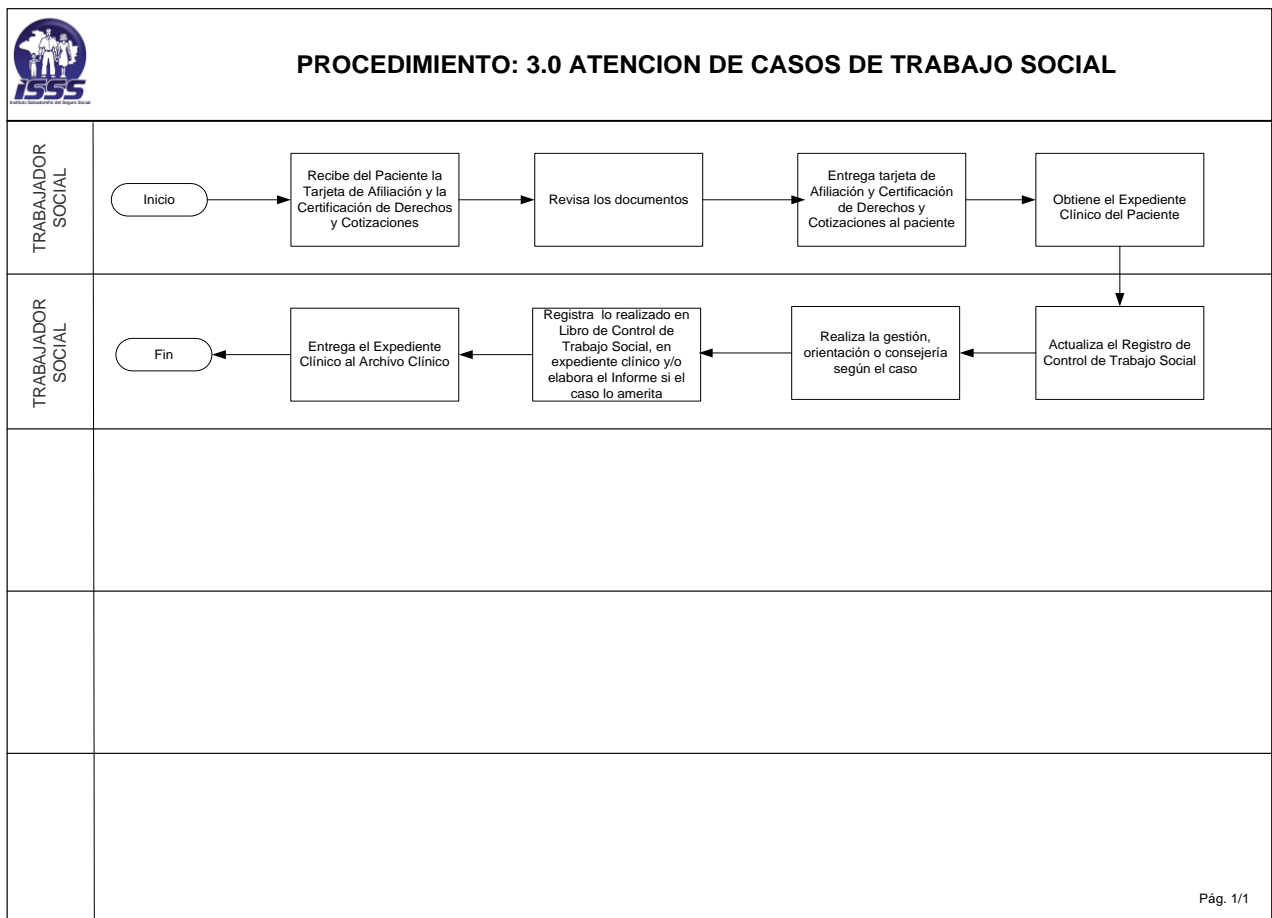 iSSS
Instituto Salvadoreño del Seguro Social
PROCEDIMIENTO: 3.0 ATENCION DE CASOS DE TRABAJO SOCIAL
TRABAJADOR
SOCIAL
Inicio
Recibe del Paciente la
Tarjeta de Afiliación y la
Certificación de Derechos
y Cotizaciones
Revisa los documentos
Entrega tarjeta de
Afiliación y Certificación
de Derechos y
Cotizaciones al paciente
Obtiene el Expediente
Clínico del Paciente
TRABAJADOR
SOCIAL
Actualiza el Registro de
Control de Trabajo Social
Realiza la gestión,
orientación o consejería
según el caso
Registra lo realizado en
Libro de Control de
Trabajo Social, en
expediente clínico y/o
elabora el Informe si el
caso lo amerita
Entrega el Expediente
Clínico al Archivo Clínico
Fin
Pág. 1/1